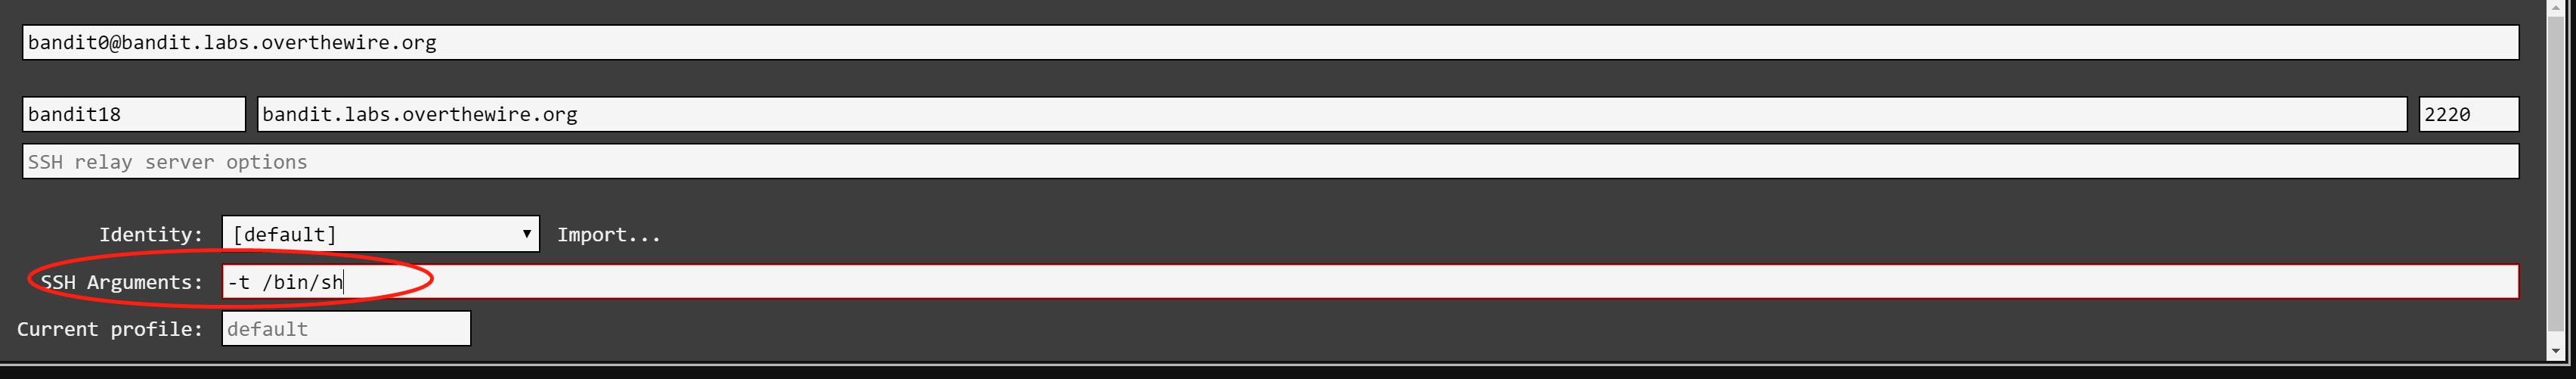 bandit0@bandit.labs.overthewire.org
bandit18 bandit.labs.overthewire.org 2220
SSH relay server options
Identity: [default] Import...
SSH Arguments: -t /bin/sh
Current profile: default